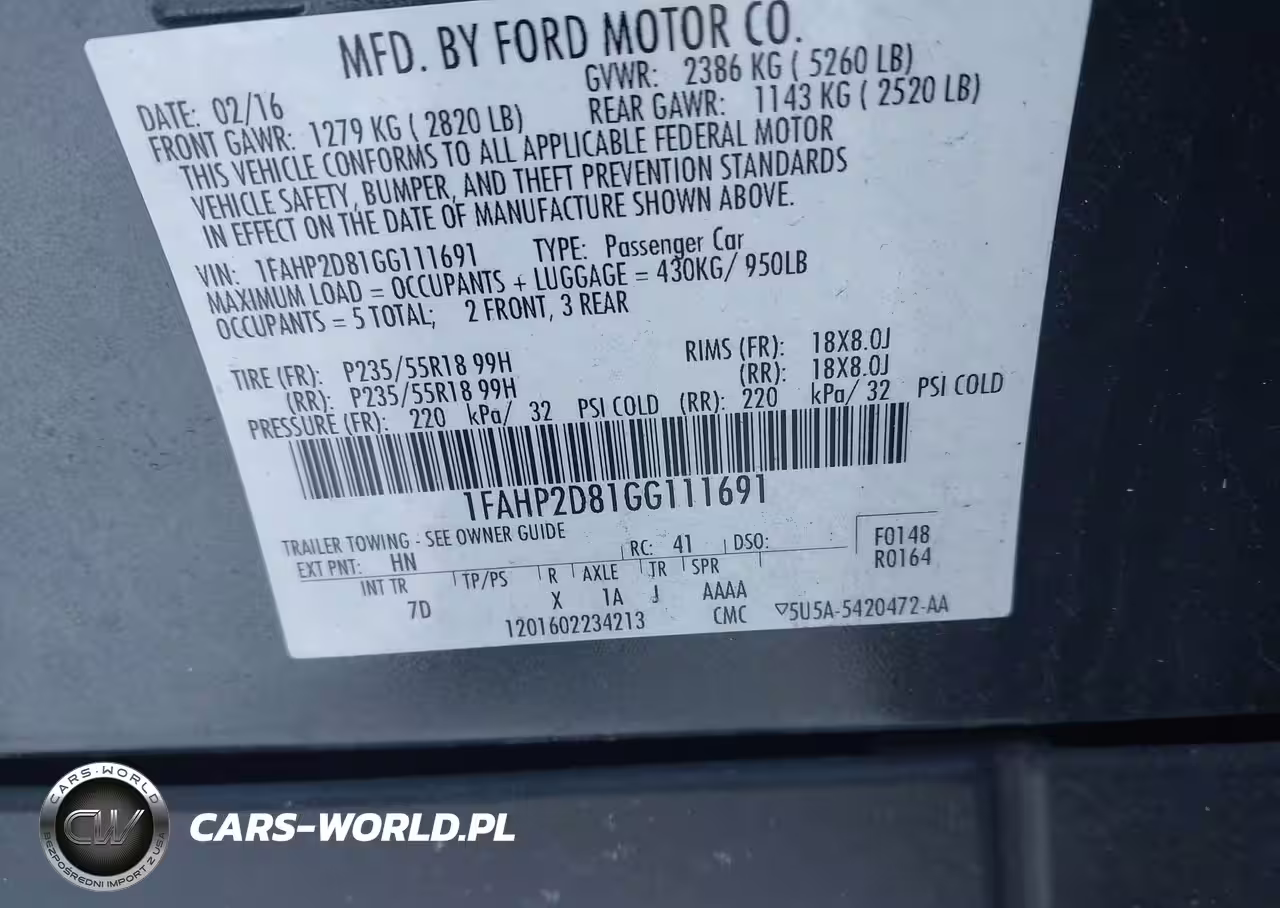 MFD. BY FORD MOTOR CO.
DATE: 02/16 GVWR: 2386 KG ( 5260 LB)
FRONT GAWR: 1279 KG ( 2820 LB) REAR GAWR: 1143 KG ( 2520 LB)
THIS VEHICLE CONFORMS TO ALL APPLICABLE FEDERAL MOTOR
VEHICLE SAFETY, BUMPER, AND THEFT PREVENTION STANDARDS
IN EFFECT ON THE DATE OF MANUFACTURE SHOWN ABOVE.
VIN: 1FAHP2D81GG111691 TYPE: Passenger Car
MAXIMUM LOAD = OCCUPANTS + LUGGAGE = 430KG/ 950LB
OCCUPANTS = 5 TOTAL; 2 FRONT, 3 REAR
TIRE (FR): P235/55R18 99H RIMS (FR): 18X8.0J
(RR): P235/55R18 99H (RR): 18X8.0J
PRESSURE (FR): 220 kPa/ 32 PSI COLD (RR): 220 kPa/ 32 PSI COLD
1FAHP2D81GG111691
TRAILER TOWING - SEE OWNER GUIDE
EXT PNT: HN RC: 41 DSO: F0148
R0164
INT TR TP/PS R AXLE TR SPR
7D X 1A J AAAA
1201602234213 CMC ▽5U5A-5420472-AA
CARS-WORLD
CW
BEZPOŚREDNI IMPORT Z USA
CARS-WORLD.PL